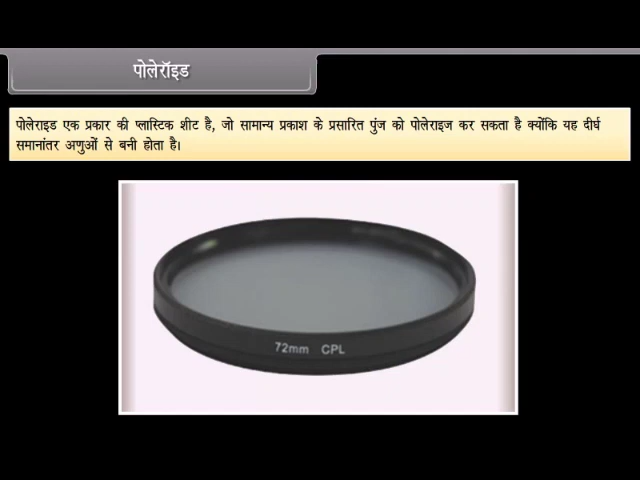 पोलेरॉइड
पोलेराइड एक प्रकार की प्लास्टिक शीट है, जो सामान्य प्रकाश के प्रसारित पुंज को पोलेराइज कर सकता है क्योंकि यह दीर्घ
समानांतर अणुओं से बनी होता है।
72mm CPL